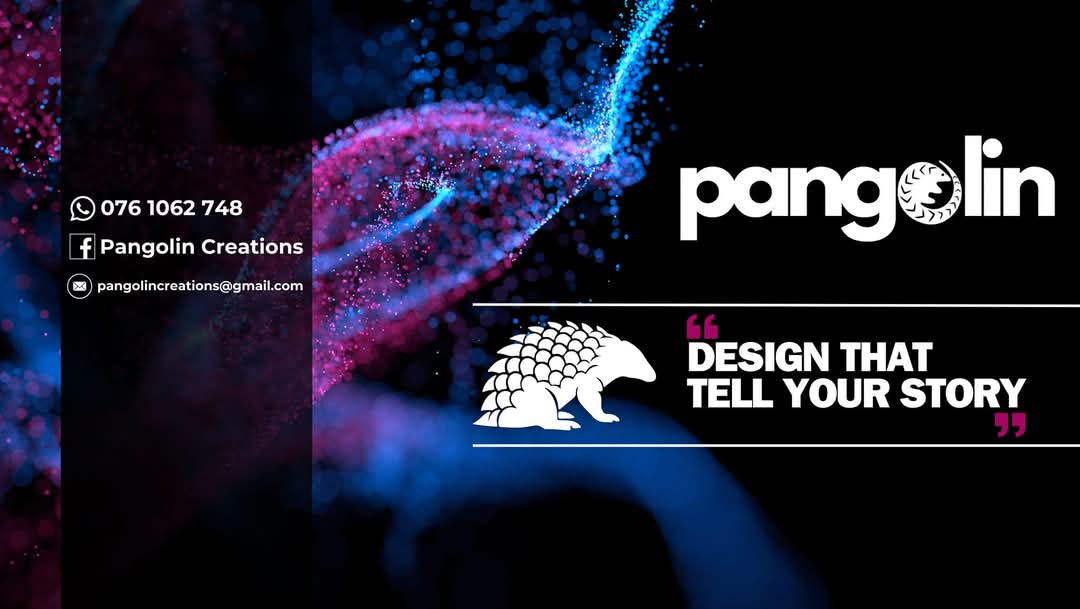 076 1062 748
Pangolin Creations
pangolincreations@gmail.com
pangolin
“DESIGN THAT
TELL YOUR STORY”